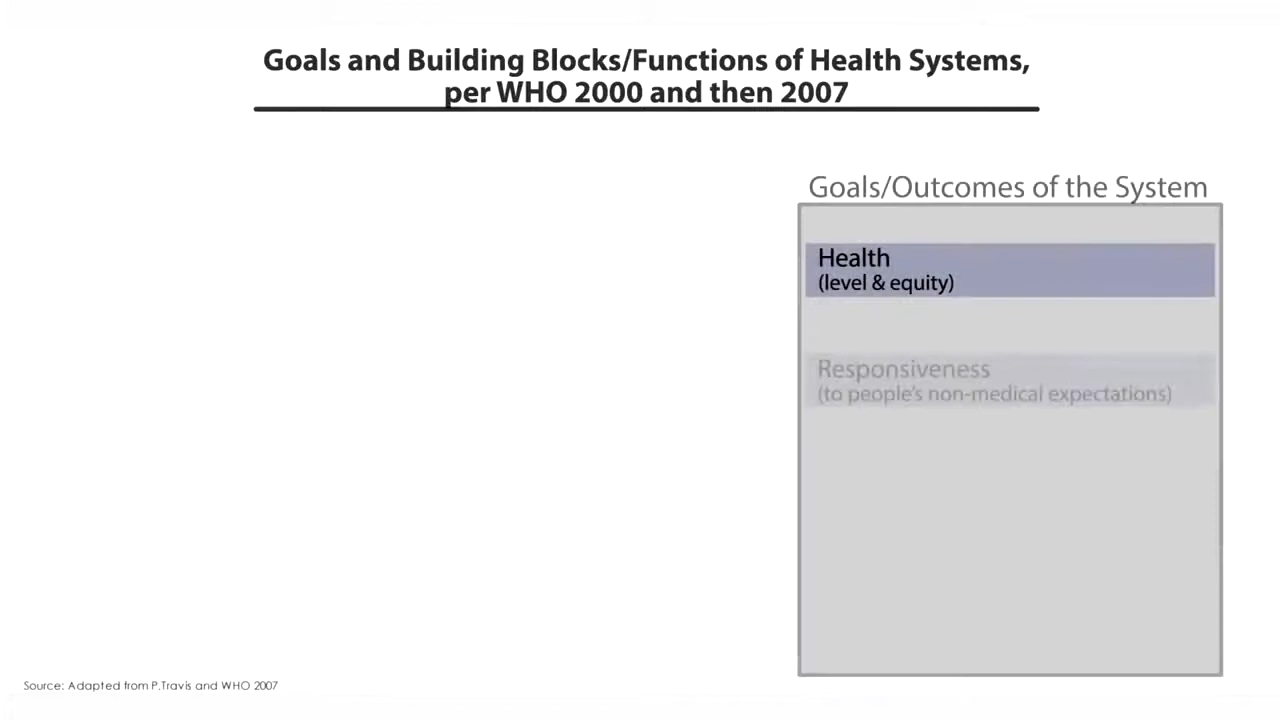 Goals and Building Blocks/Functions of Health Systems,
per WHO 2000 and then 2007
Goals/Outcomes of the System
Health
(level & equity)
Responsiveness
(to people's non-medical expectations)
Source: Adapted from P.Travis and WHO 2007